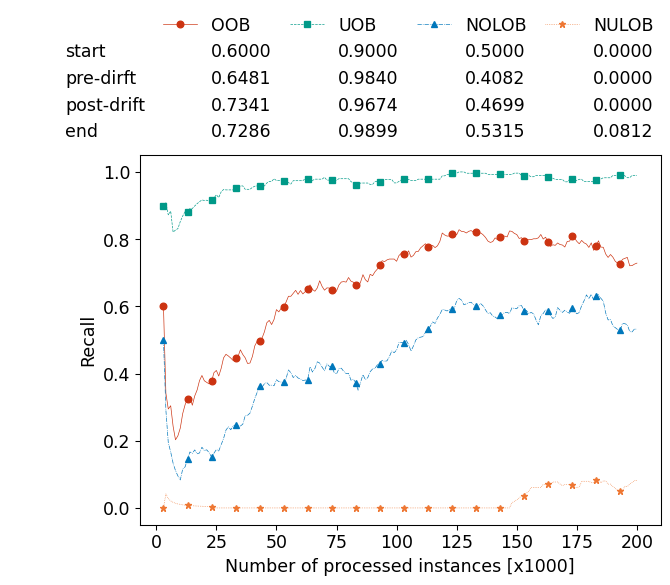 OOB UOB NOLOB NULOB
start 0.6000 0.9000 0.5000 0.0000
pre-dirft 0.6481 0.9840 0.4082 0.0000
post-drift 0.7341 0.9674 0.4699 0.0000
end 0.7286 0.9899 0.5315 0.0812
1.0
0.8
0.6
0.4
0.2
0.0
Recall
0 25 50 75 100 125 150 175 200
Number of processed instances [x1000]